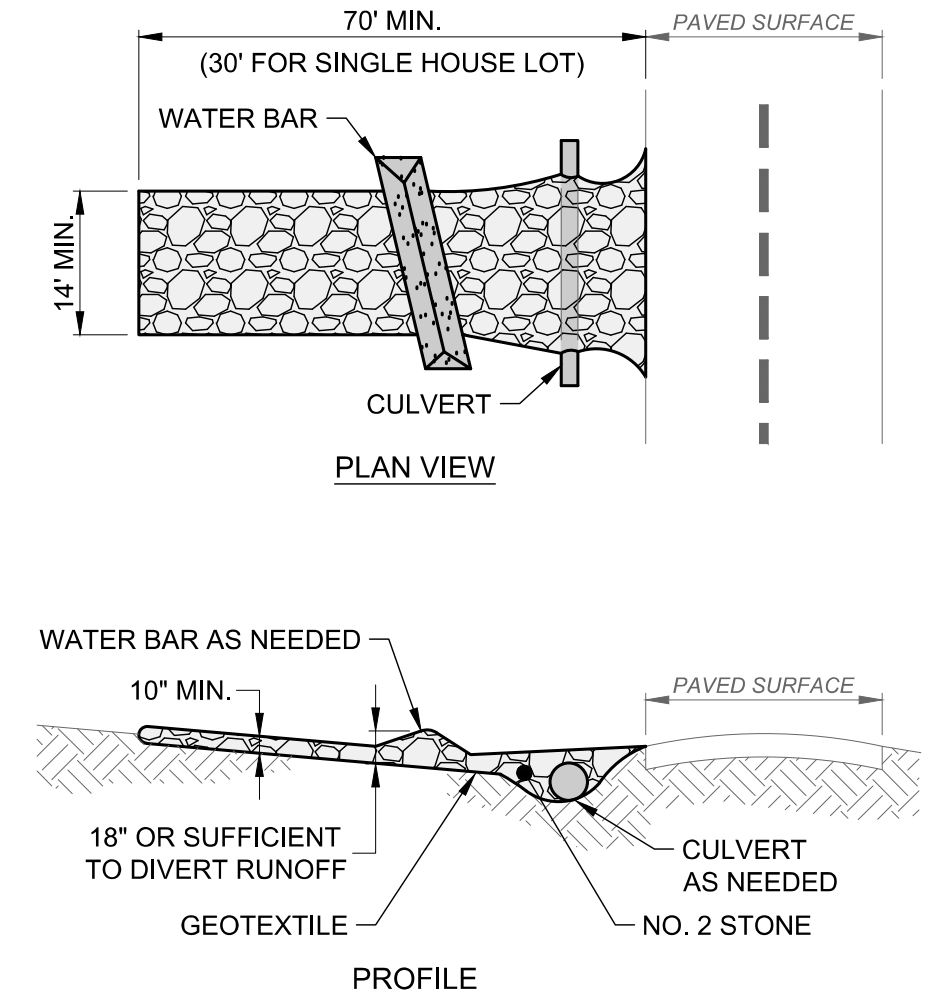 70' MIN.
PAVED SURFACE
(30' FOR SINGLE HOUSE LOT)
WATER BAR
14' MIN.
CULVERT
PLAN VIEW
WATER BAR AS NEEDED
10" MIN.
PAVED SURFACE
18" OR SUFFICIENT
TO DIVERT RUNOFF
CULVERT
AS NEEDED
GEOTEXTILE
NO. 2 STONE
PROFILE